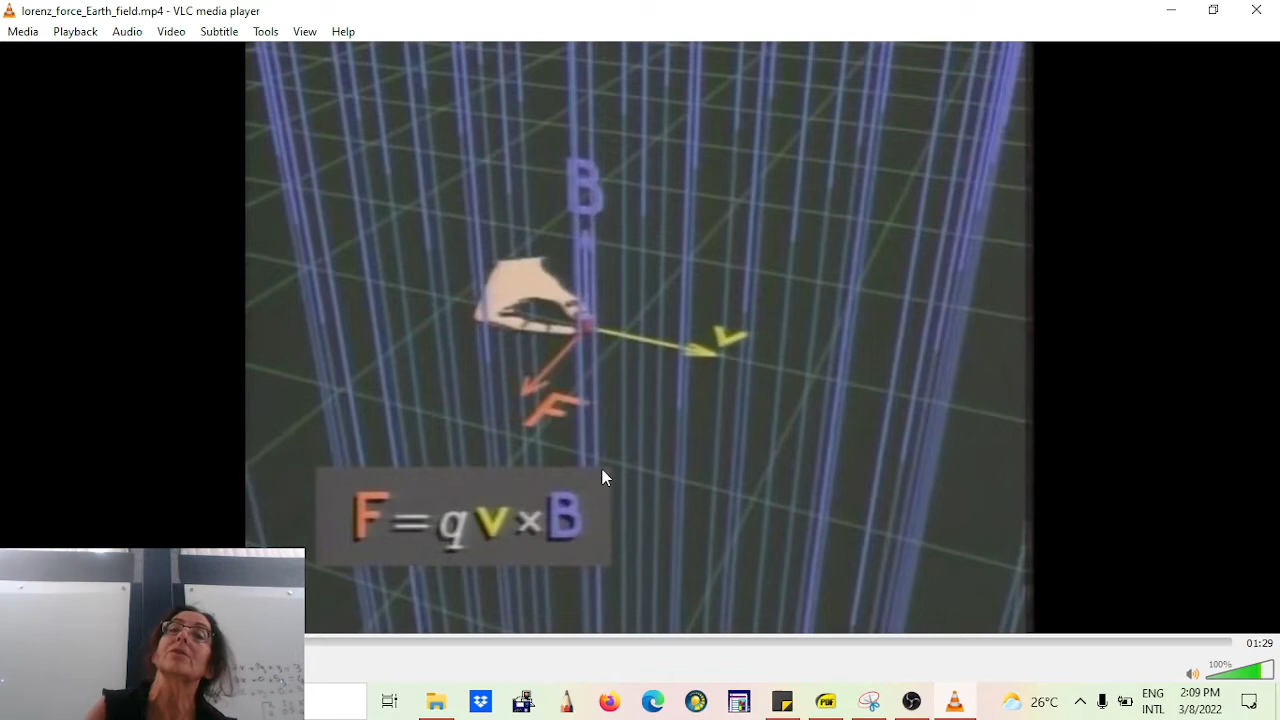 lorenz_force_Earth_field.mp4 - VLC media player
Media Playback Audio Video Subtitle Tools View Help
B
v
F
F = q v × B
01:29
100%
26°C
ENG
INTL
2:09 PM
3/8/2022